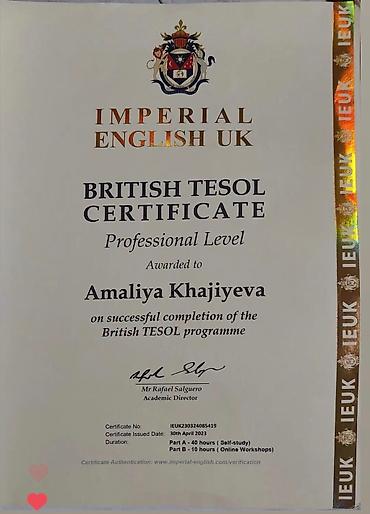 IMPERIAL
ENGLISH UK
BRITISH TESOL
CERTIFICATE
Professional Level
Awarded to
Amaliya Khajiyeva
on successful completion of the
British TESOL programme
Mr Rafael Salguero
Academic Director
Certificate No: IEUK230324085419
Certificate Issued Date: 30th April 2023
Duration: Part A - 40 hours ( Self-study)
Part B - 10 hours ( Online Workshops)
Certificate Authentication: www.imperial-english.com/verification
IEUK
IEUK
IEUK
IEUK
IEUK
IEUK
IEUK